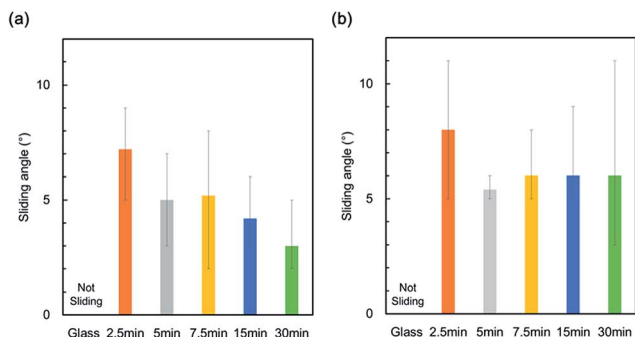 (a)
Sliding angle (°)
10
5
0
Not
Sliding
Glass 2.5min 5min 7.5min 15min 30min
(b)
Sliding angle (°)
10
5
0
Not
Sliding
Glass 2.5min 5min 7.5min 15min 30min